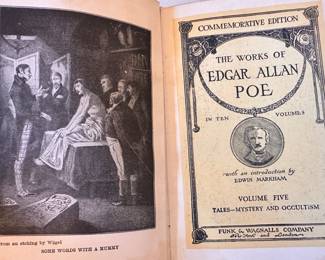 from an etching by Wögel
SOME WORDS WITH A MUMMY
COMMEMORATIVE EDITION
THE WORKS OF
EDGAR ALLAN
POE
IN TEN VOLUMES
with an introduction by
EDWIN MARKHAM
VOLUME FIVE
TALES—MYSTERY AND OCCULTISM
FUNK & WAGNALLS COMPANY
New York and London